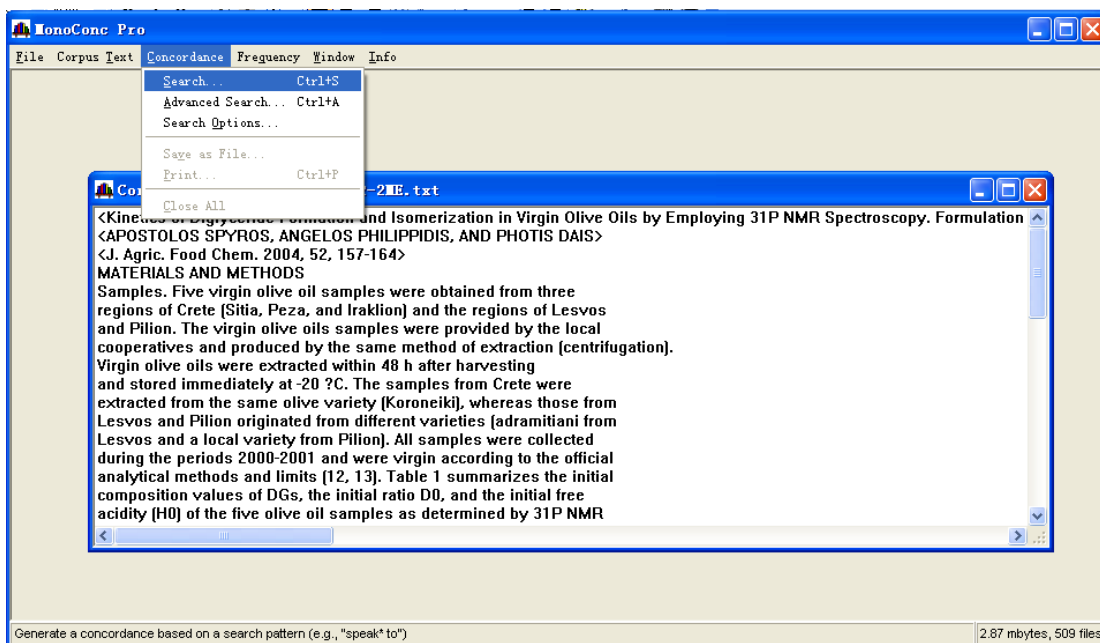 MonoConc Pro
File Corpus Text Concordance Frequency Window Info
Search... Ctrl+S
Advanced Search... Ctrl+A
Search Options...
Save as File...
Print... Ctrl+P
Close All
-2ME.txt
<Kinetics of Diglyceride Formation and Isomerization in Virgin Olive Oils by Employing 31P NMR Spectroscopy. Formulation
<APOSTOLOS SPYROS, ANGELOS PHILIPPIDIS, AND PHOTIS DAIS>
<J. Agric. Food Chem. 2004, 52, 157-164>
MATERIALS AND METHODS
Samples. Five virgin olive oil samples were obtained from three
regions of Crete (Sitia, Peza, and Iraklion) and the regions of Lesvos
and Pilion. The virgin olive oils samples were provided by the local
cooperatives and produced by the same method of extraction (centrifugation).
Virgin olive oils were extracted within 48 h after harvesting
and stored immediately at -20 ?C. The samples from Crete were
extracted from the same olive variety (Koroneiki), whereas those from
Lesvos and Pilion originated from different varieties (adramitiani from
Lesvos and a local variety from Pilion). All samples were collected
during the periods 2000-2001 and were virgin according to the official
analytical methods and limits (12, 13). Table 1 summarizes the initial
composition values of DGs, the initial ratio D0, and the initial free
acidity (H0) of the five olive oil samples as determined by 31P NMR
Generate a concordance based on a search pattern (e.g., "speak* to")
2.87 mbytes, 509 files